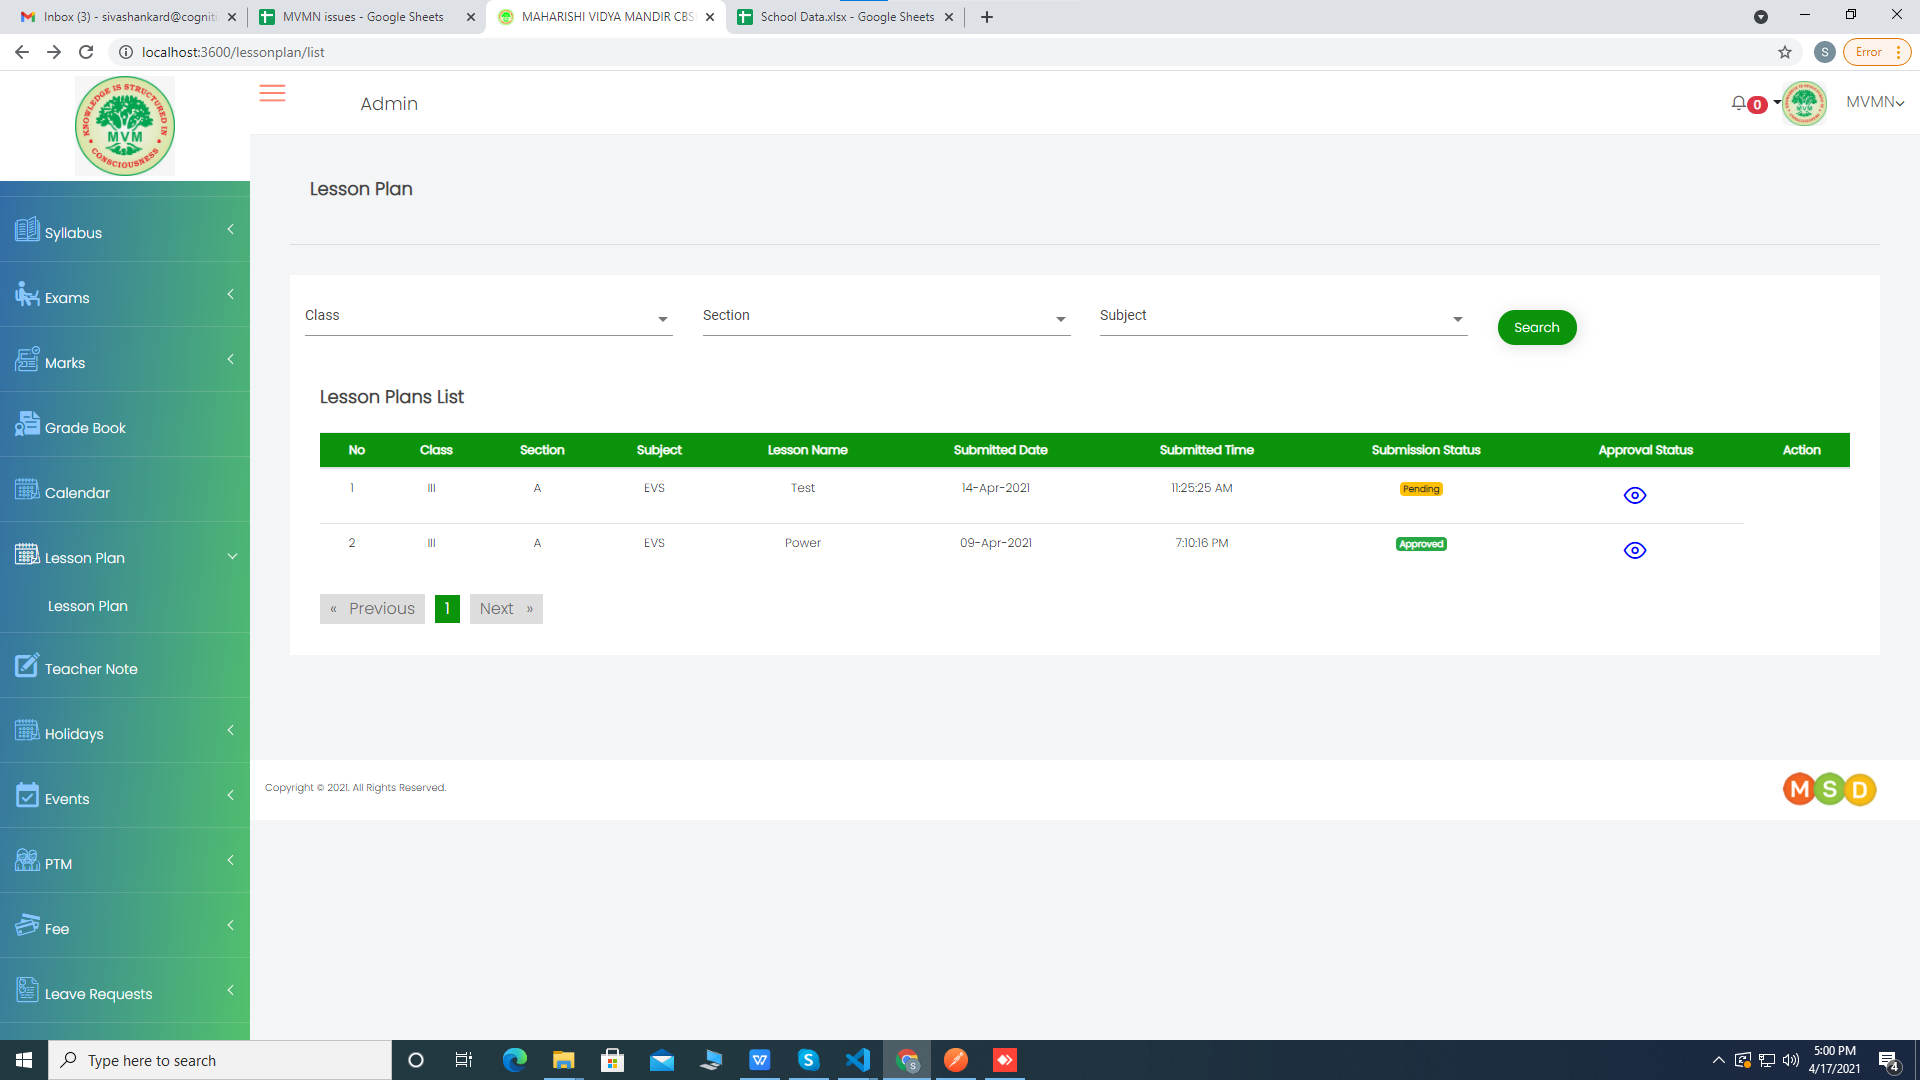 Inbox (3) - sivashankard@cogniti
MVMN issues - Google Sheets
MAHARISHI VIDYA MANDIR CBS
School Data.xlsx - Google Sheets
localhost:3600/lessonplan/list
S
Error
KNOWLEDGE IS STRUCTURED IN
MVM
CONSCIOUSNESS
Admin
0
MVMN
Lesson Plan
Syllabus
Exams
Marks
Grade Book
Calendar
Lesson Plan
Lesson Plan
Teacher Note
Holidays
Events
PTM
Fee
Leave Requests
Class
Section
Subject
Search
Lesson Plans List
No Class Section Subject Lesson Name Submitted Date Submitted Time Submission Status Approval Status Action
1 III A EVS Test 14-Apr-2021 11:25:25 AM Pending
2 III A EVS Power 09-Apr-2021 7:10:16 PM Approved
« Previous 1 Next »
Copyright © 2021. All Rights Reserved.
MSD
Type here to search
5:00 PM
4/17/2021
4